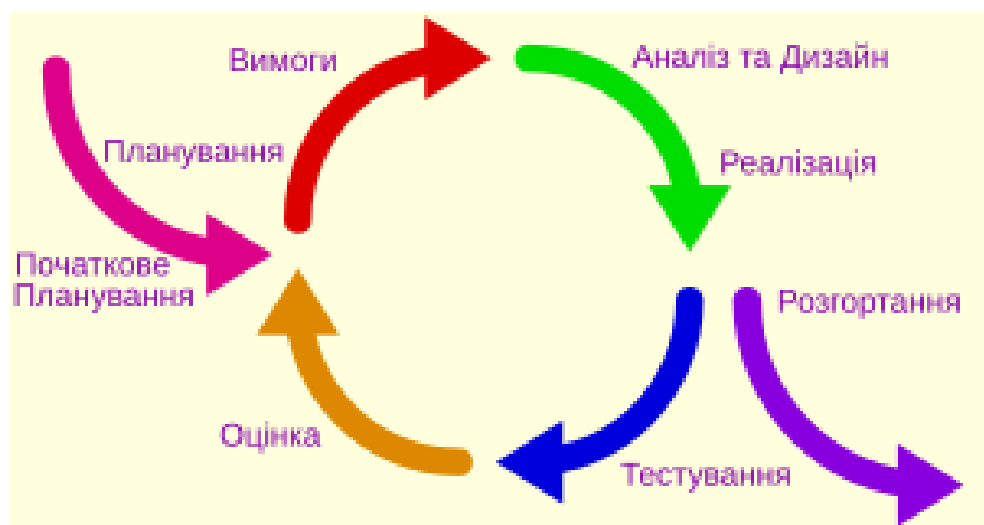 Вимоги
Аналіз та Дизайн
Планування
Реалізація
Початкове
Планування
Розгортання
Оцінка
Тестування